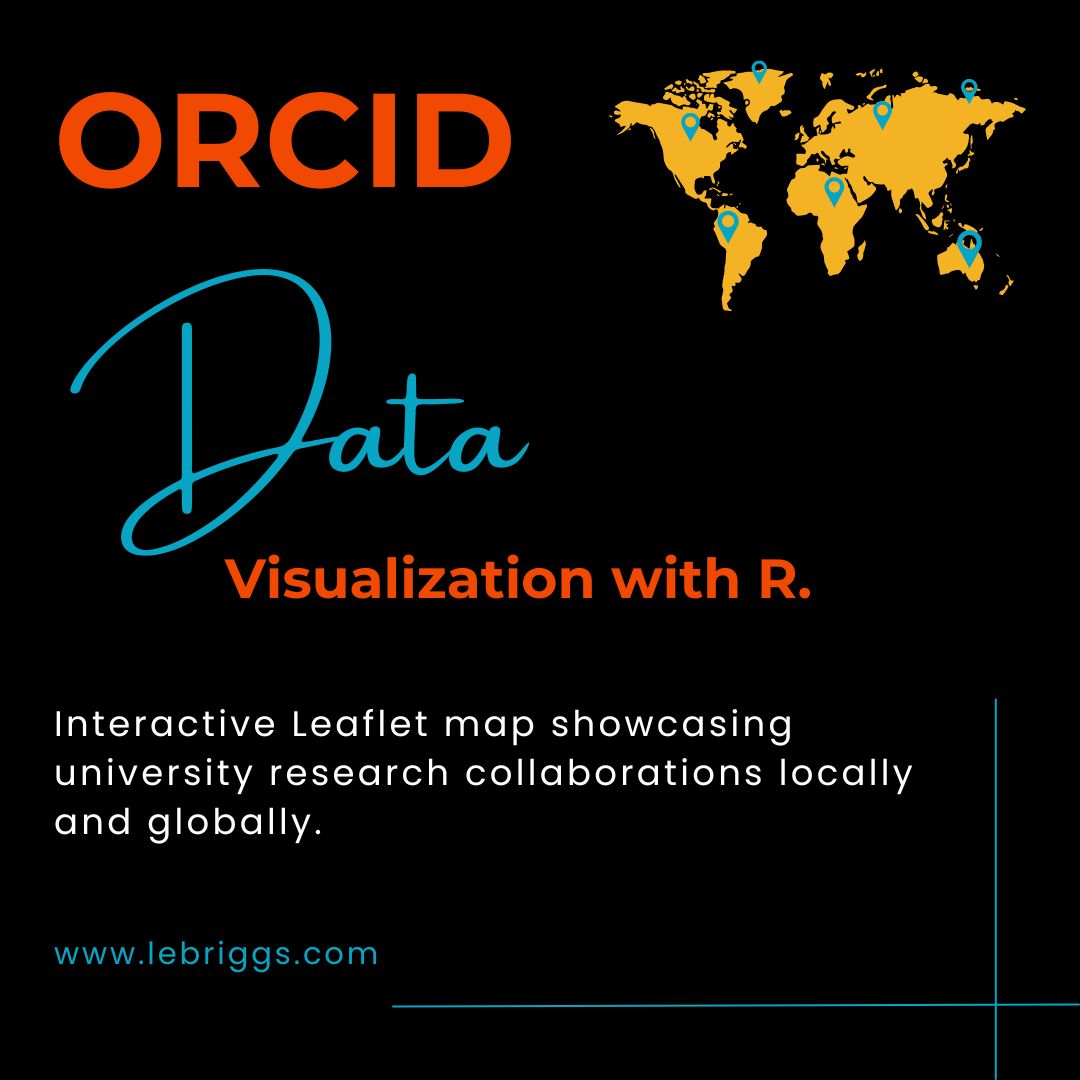 ORCID
Data
Visualization with R.
Interactive Leaflet map showcasing
university research collaborations locally
and globally.
www.lebriggs.com